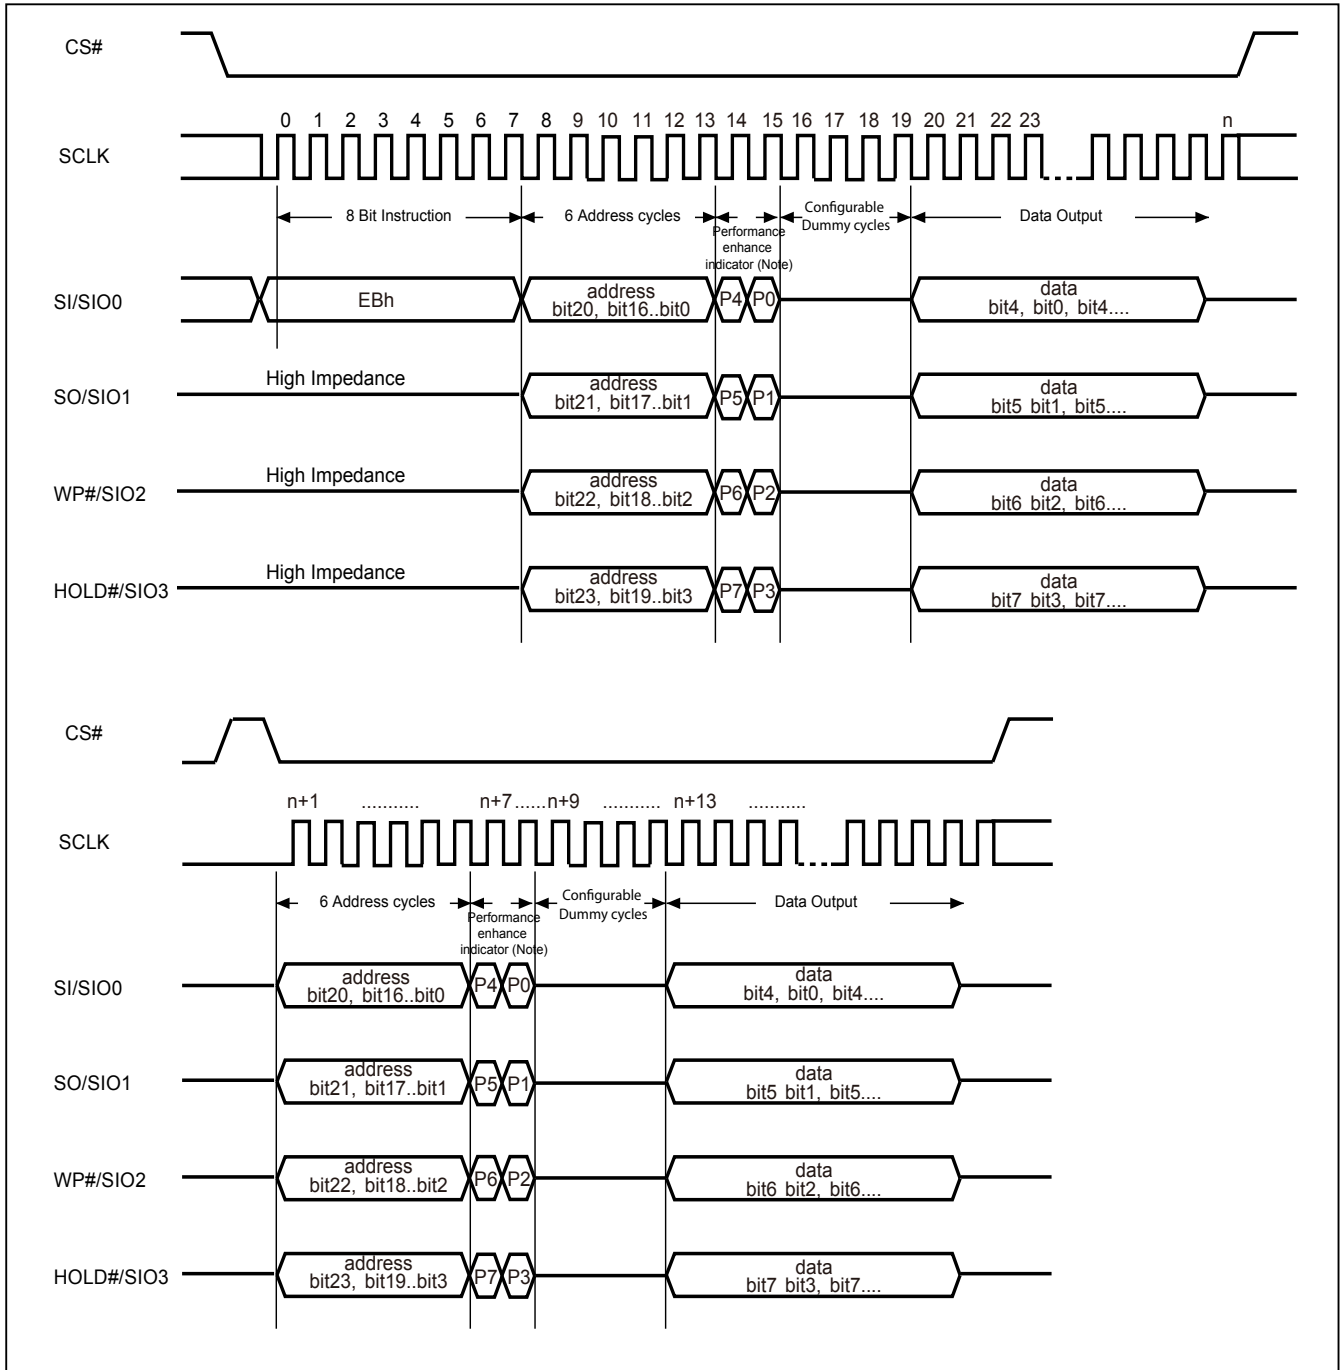 CS#
0 1 2 3 4 5 6 7 8 9 10 11 12 13 14 15 16 17 18 19 20 21 22 23 n
SCLK
8 Bit Instruction 6 Address cycles Configurable Dummy cycles Data Output
Performance
enhance
indicator (Note)
SI/SIO0 EBh address P4 P0 data
bit20, bit16..bit0 bit4, bit0, bit4....
High Impedance
SO/SIO1 address P5 P1 data
bit21, bit17..bit1 bit5 bit1, bit5....
High Impedance
WP#/SIO2 address P6 P2 data
bit22, bit18..bit2 bit6 bit2, bit6....
High Impedance
HOLD#/SIO3 address P7 P3 data
bit23, bit19..bit3 bit7 bit3, bit7....
CS#
n+1 ........... n+7......n+9 ........... n+13 ...........
SCLK
6 Address cycles Configurable Dummy cycles Data Output
Performance
enhance
indicator (Note)
SI/SIO0 address P4 P0 data
bit20, bit16..bit0 bit4, bit0, bit4....
SO/SIO1 address P5 P1 data
bit21, bit17..bit1 bit5 bit1, bit5....
WP#/SIO2 address P6 P2 data
bit22, bit18..bit2 bit6 bit2, bit6....
HOLD#/SIO3 address P7 P3 data
bit23, bit19..bit3 bit7 bit3, bit7....